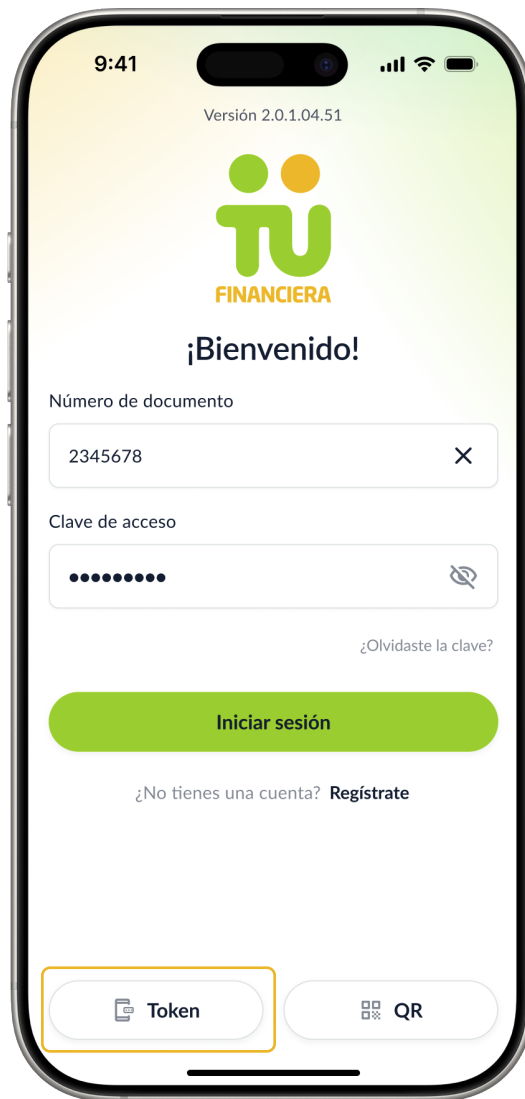 9:41
Versión 2.0.1.04.51
TU
FINANCIERA
¡Bienvenido!
Número de documento
2345678
Clave de acceso
•••••••••
¿Olvidaste la clave?
Iniciar sesión
¿No tienes una cuenta? Regístrate
Token
QR